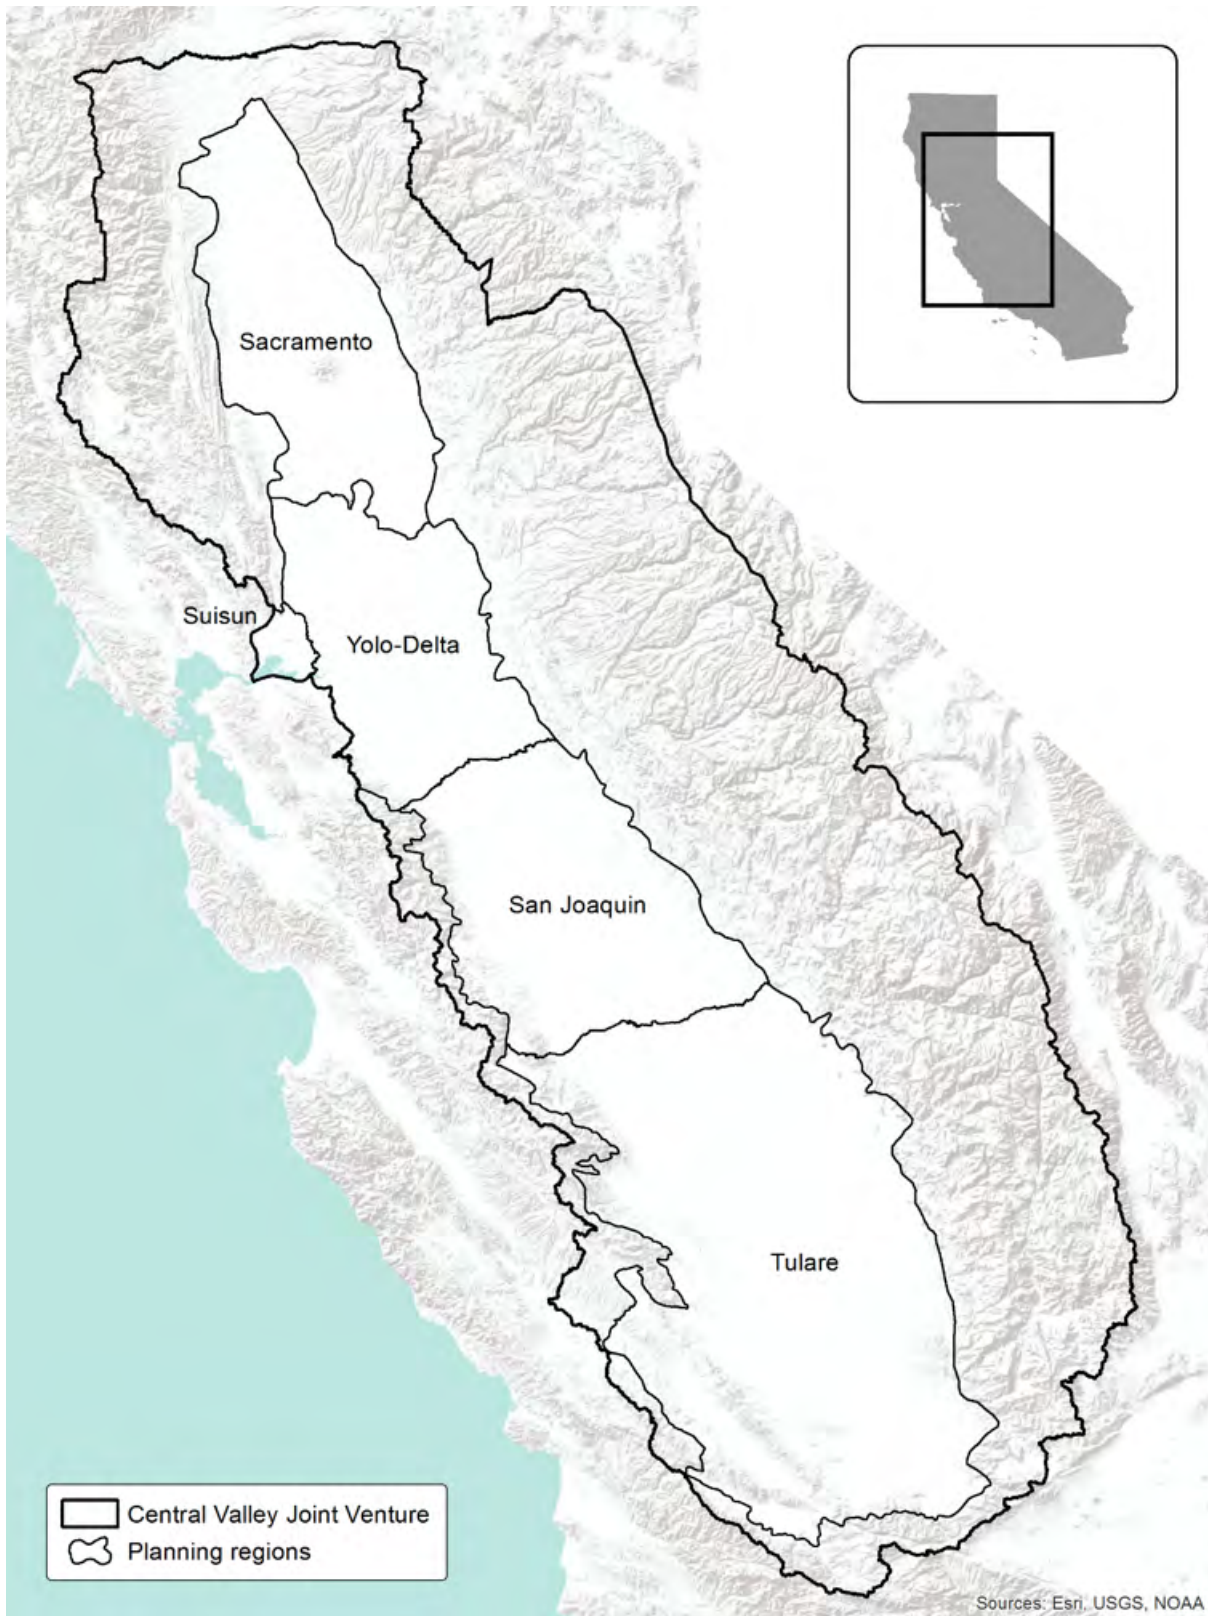 Sacramento
Suisun
Yolo-Delta
San Joaquin
Tulare
Central Valley Joint Venture
Planning regions
Sources: Esri, USGS, NOAA